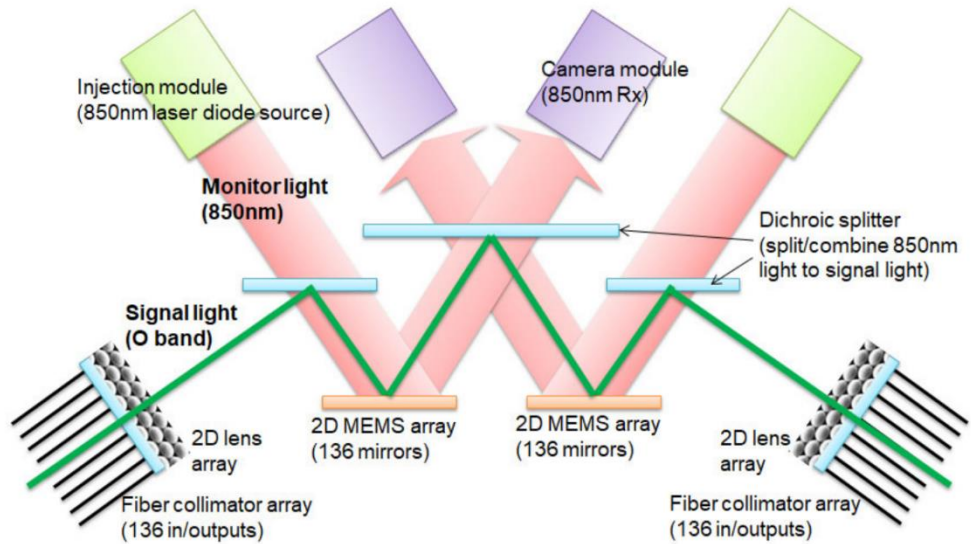 Injection module
(850nm laser diode source)
Camera module
(850nm Rx)
Monitor light
(850nm)
Dichroic splitter
(split/combine 850nm
light to signal light)
Signal light
(O band)
2D lens
array
2D MEMS array
(136 mirrors)
2D MEMS array
(136 mirrors)
2D lens
array
Fiber collimator array
(136 in/outputs)
Fiber collimator array
(136 in/outputs)